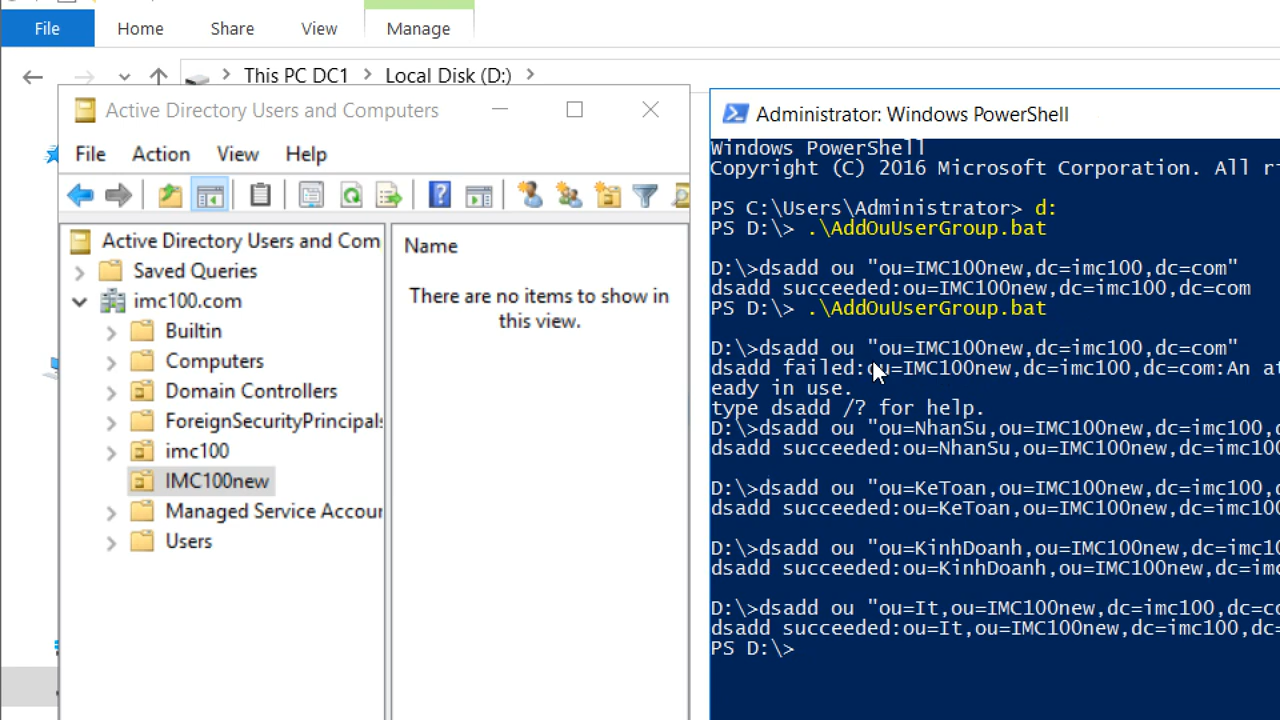 File Home Share View Manage
This PC DC1 Local Disk (D:)
Active Directory Users and Computers
File Action View Help
Active Directory Users and Com
Saved Queries
imc100.com
Builtin
Computers
Domain Controllers
ForeignSecurityPrincipals
imc100
IMC100new
Managed Service Accour
Users
Name
There are no items to show in
this view.
Administrator: Windows PowerShell
Windows PowerShell
Copyright (C) 2016 Microsoft Corporation. All ri
PS C:\Users\Administrator> d:
PS D:\> .\AddOuUserGroup.bat
D:\>dsadd ou "ou=IMC100new,dc=imc100,dc=com"
dsadd succeeded:ou=IMC100new,dc=imc100,dc=com
PS D:\> .\AddOuUserGroup.bat
D:\>dsadd ou "ou=IMC100new,dc=imc100,dc=com"
dsadd failed:ou=IMC100new,dc=imc100,dc=com:An at
eady in use.
type dsadd /? for help.
D:\>dsadd ou "ou=NhanSu,ou=IMC100new,dc=imc100,d
dsadd succeeded:ou=NhanSu,ou=IMC100new,dc=imc100
D:\>dsadd ou "ou=KeToan,ou=IMC100new,dc=imc100,d
dsadd succeeded:ou=KeToan,ou=IMC100new,dc=imc100
D:\>dsadd ou "ou=KinhDoanh,ou=IMC100new,dc=imc10
dsadd succeeded:ou=KinhDoanh,ou=IMC100new,dc=imc
D:\>dsadd ou "ou=It,ou=IMC100new,dc=imc100,dc=co
dsadd succeeded:ou=It,ou=IMC100new,dc=imc100,dc=
PS D:\>